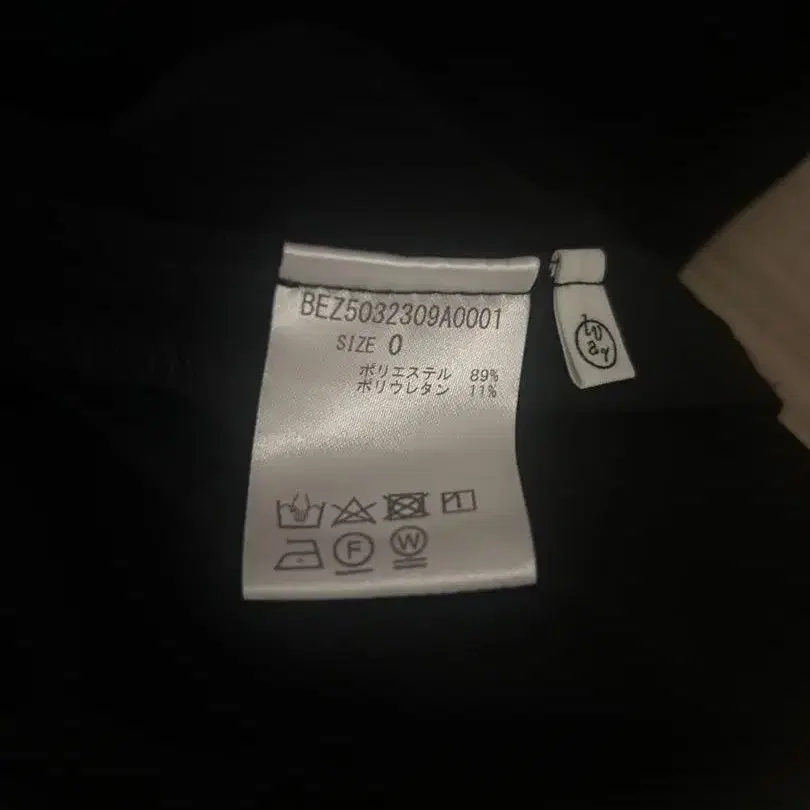 BEZ5032309A0001
SIZE 0
ポリエステル 89%
ポリウレタン 11%
F
W